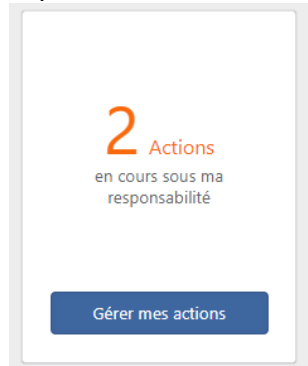 2 Actions
en cours sous ma
responsabilité
Gérer mes actions